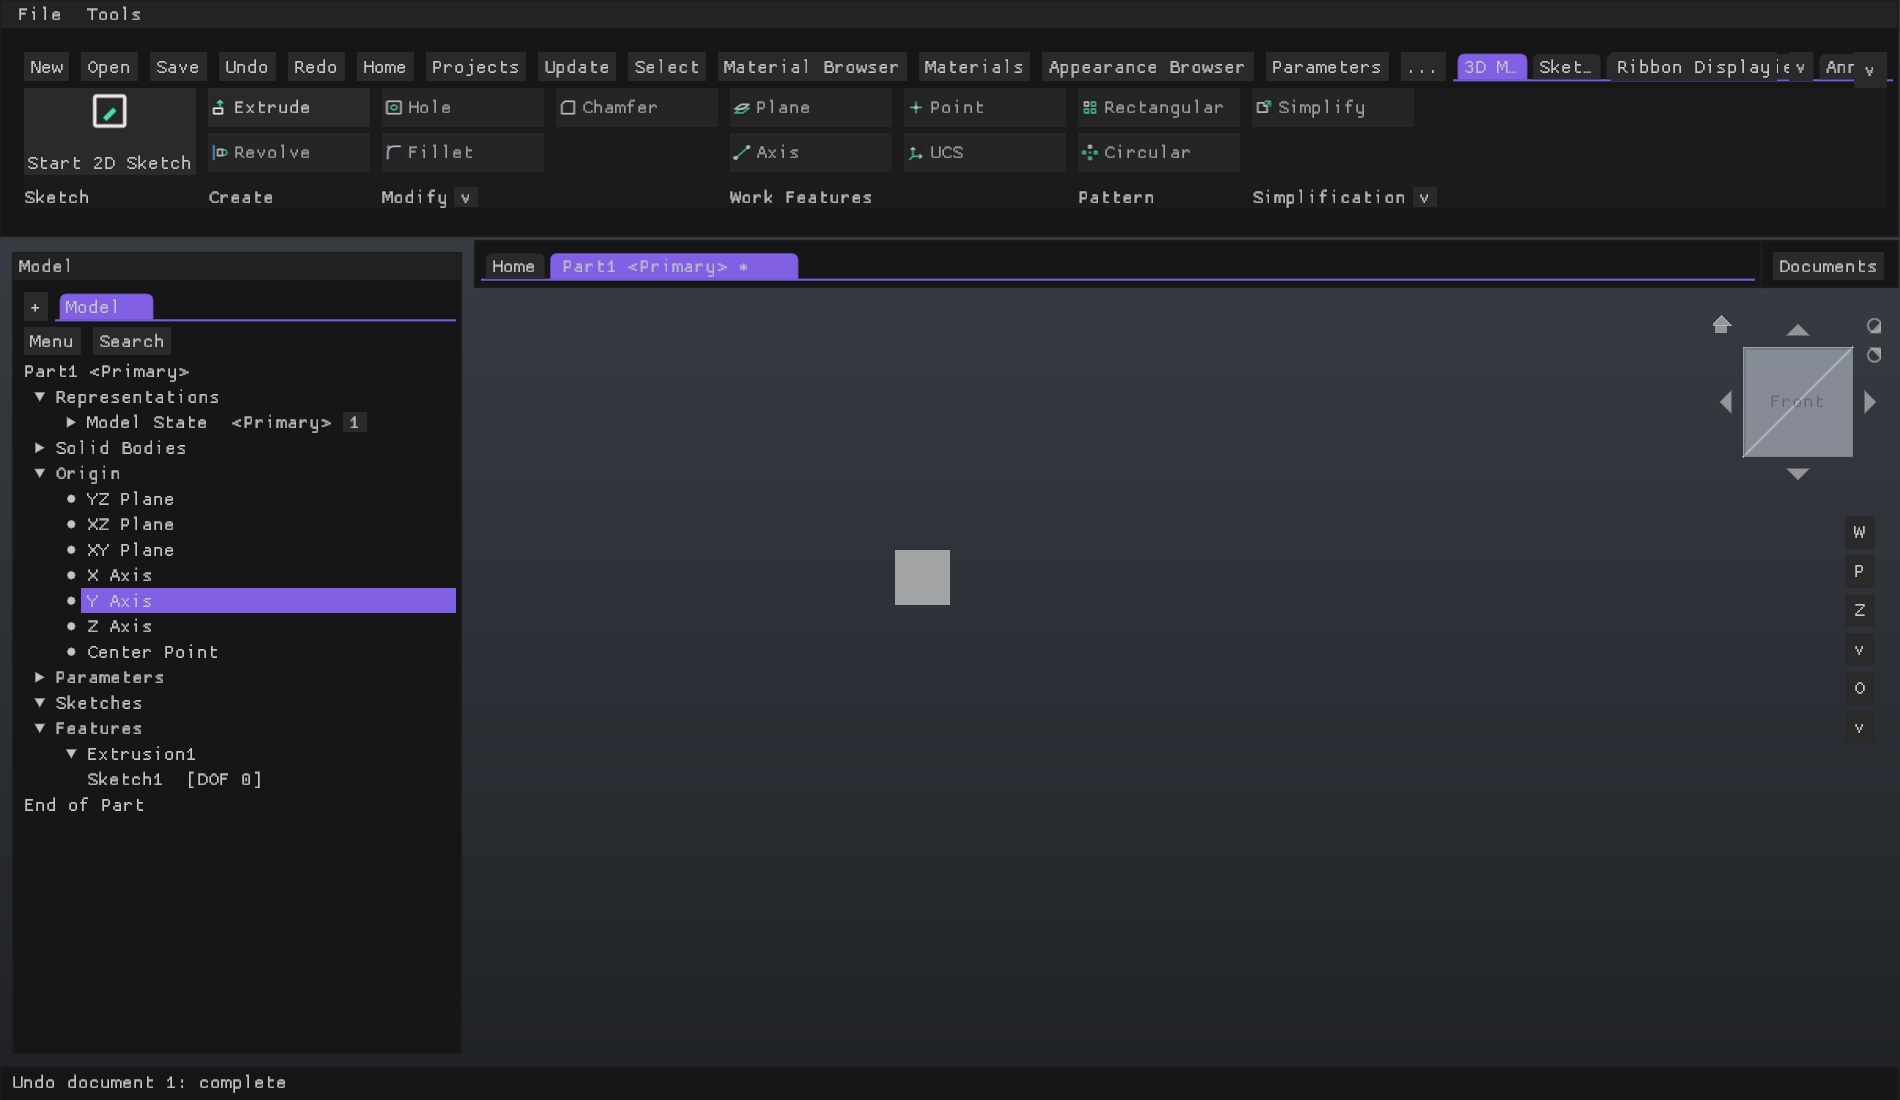 File Tools
New Open Save Undo Redo Home Projects Update Select Material Browser Materials Appearance Browser Parameters ... 3D M… Sket… Ribbon Display v v
Extrude Hole Chamfer Plane Point Rectangular Simplify
Start 2D Sketch Revolve Fillet Axis UCS Circular
Sketch Create Modify v Work Features Pattern Simplification v
Model
Home Part1 <Primary> * Documents
+ Model
Menu Search
Part1 <Primary>
Representations
Model State <Primary> 1
Solid Bodies
Origin
YZ Plane
XZ Plane
XY Plane
X Axis
Y Axis
Z Axis
Center Point
Parameters
Sketches
Features
Extrusion1
Sketch1 [DOF 0]
End of Part
Front
W
P
Z
v
O
v
Undo document 1: complete